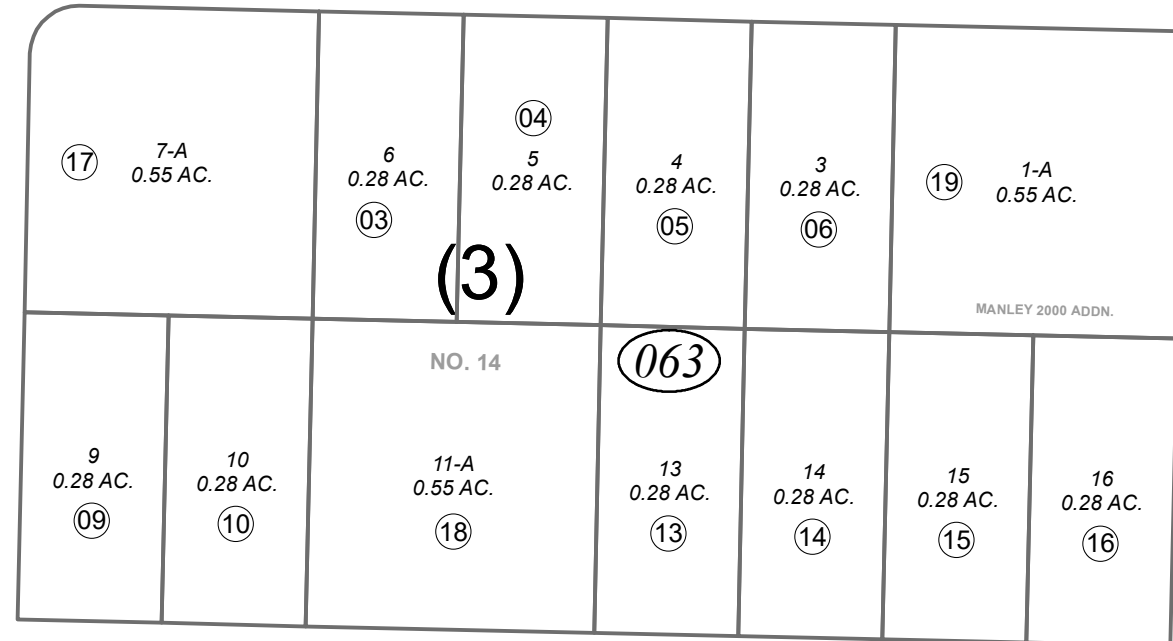 17
7-A
0.55 AC.
6
0.28 AC.
03
04
5
0.28 AC.
4
0.28 AC.
05
3
0.28 AC.
06
19
1-A
0.55 AC.
(3)
MANLEY 2000 ADDN.
NO. 14
063
9
0.28 AC.
09
10
0.28 AC.
10
11-A
0.55 AC.
18
13
0.28 AC.
13
14
0.28 AC.
14
15
0.28 AC.
15
16
0.28 AC.
16